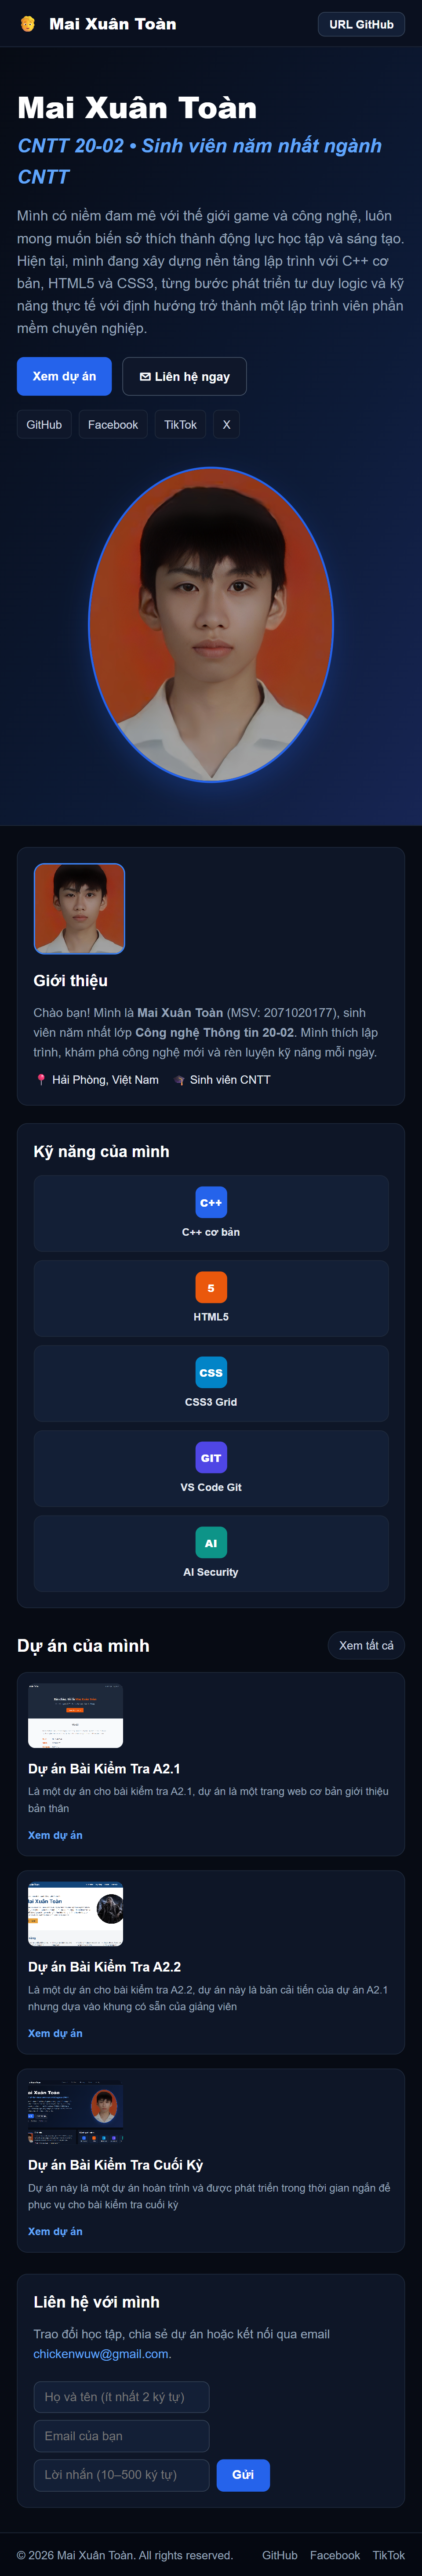 Mai Xuân Toàn
URL GitHub
Mai Xuân Toàn
CNTT 20-02 • Sinh viên năm nhất ngành
CNTT
Mình có niềm đam mê với thế giới game và công nghệ, luôn
mong muốn biến sở thích thành động lực học tập và sáng tạo.
Hiện tại, mình đang xây dựng nền tảng lập trình với C++ cơ
bản, HTML5 và CSS3, từng bước phát triển tư duy logic và kỹ
năng thực tế với định hướng trở thành một lập trình viên phần
mềm chuyên nghiệp.
Xem dự án
Liên hệ ngay
GitHub
Facebook
TikTok
X
Giới thiệu
Chào bạn! Mình là Mai Xuân Toàn (MSV: 2071020177), sinh
viên năm nhất lớp Công nghệ Thông tin 20-02. Mình thích lập
trình, khám phá công nghệ mới và rèn luyện kỹ năng mỗi ngày.
Hải Phòng, Việt Nam
Sinh viên CNTT
Kỹ năng của mình
C++
C++ cơ bản
5
HTML5
CSS
CSS3 Grid
GIT
VS Code Git
AI
AI Security
Dự án của mình
Xem tất cả
Dự án Bài Kiểm Tra A2.1
Là một dự án cho bài kiểm tra A2.1, dự án là một trang web cơ bản giới thiệu
bản thân
Xem dự án
Mai Xuân Toàn
Dự án Bài Kiểm Tra A2.2
Là một dự án cho bài kiểm tra A2.2, dự án này là bản cải tiến của dự án A2.1
nhưng dựa vào khung có sẵn của giảng viên
Xem dự án
Mai Xuân Toàn
Dự án Bài Kiểm Tra Cuối Kỳ
Dự án này là một dự án hoàn trỉnh và được phát triển trong thời gian ngắn để
phục vụ cho bài kiểm tra cuối kỳ
Xem dự án
Liên hệ với mình
Trao đổi học tập, chia sẻ dự án hoặc kết nối qua email
chickenwuw@gmail.com.
Họ và tên (ít nhất 2 ký tự)
Email của bạn
Lời nhắn (10–500 ký tự)
Gửi
© 2026 Mai Xuân Toàn. All rights reserved.
GitHub
Facebook
TikTok